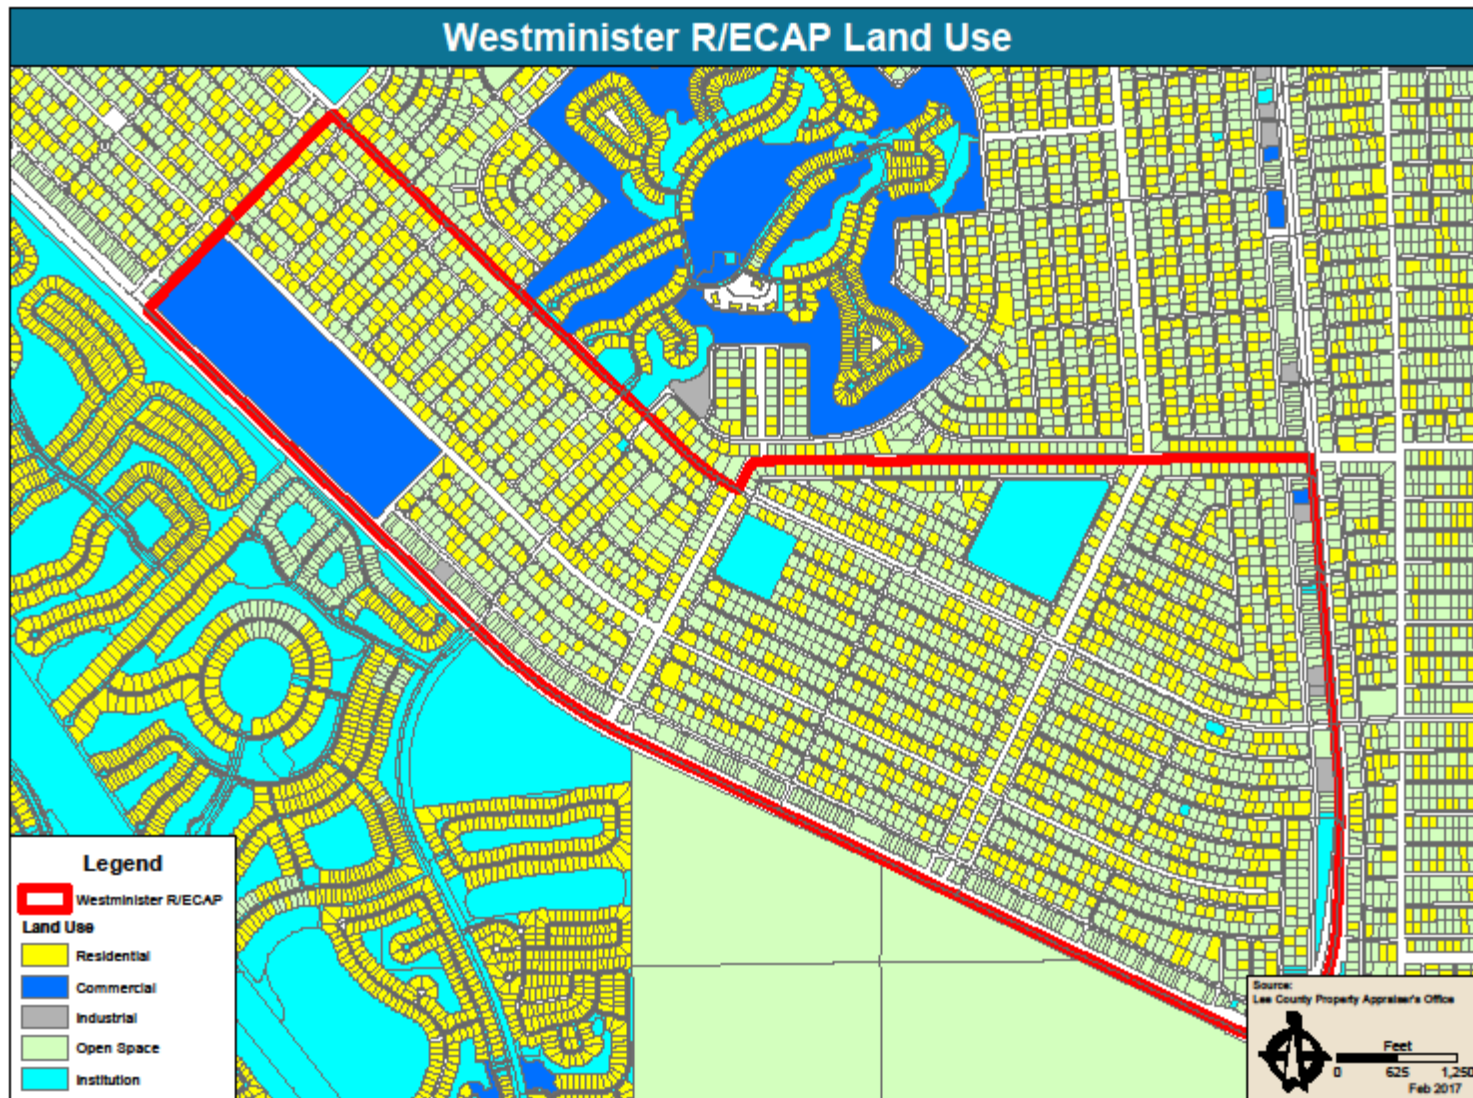 Westminister R/ECAP Land Use
Legend
Westminister R/ECAP
Land Use
Residential
Commercial
Industrial
Open Space
Institution
Source:
Lee County Property Appraiser's Office
Feet
0 625 1,250
Feb 2017